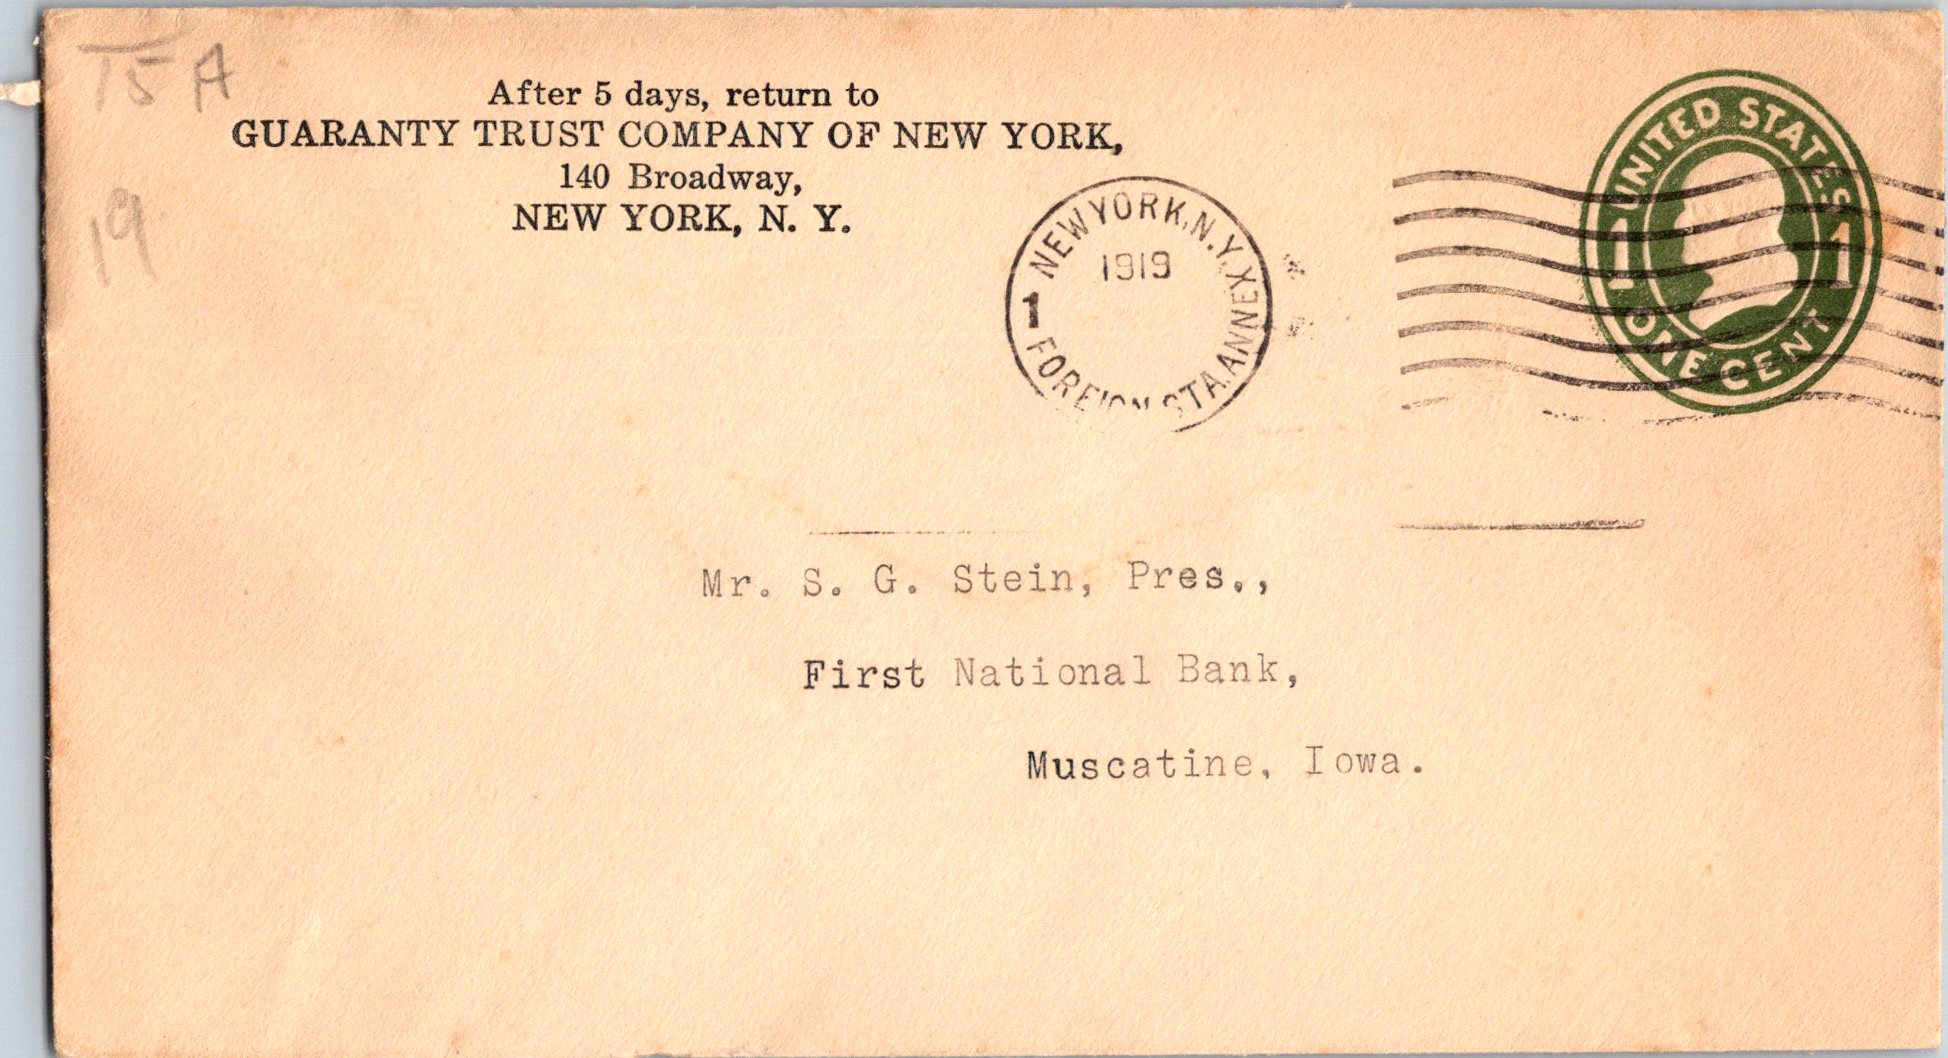 T5 A
19
After 5 days, return to
GUARANTY TRUST COMPANY OF NEW YORK,
140 Broadway,
NEW YORK, N. Y.
NEW YORK, N.Y.
1919
1
FOREIGN STA. ANNEX
UNITED STATES
1 1
ONE CENT
Mr. S. G. Stein, Pres.,
First National Bank,
Muscatine, Iowa.